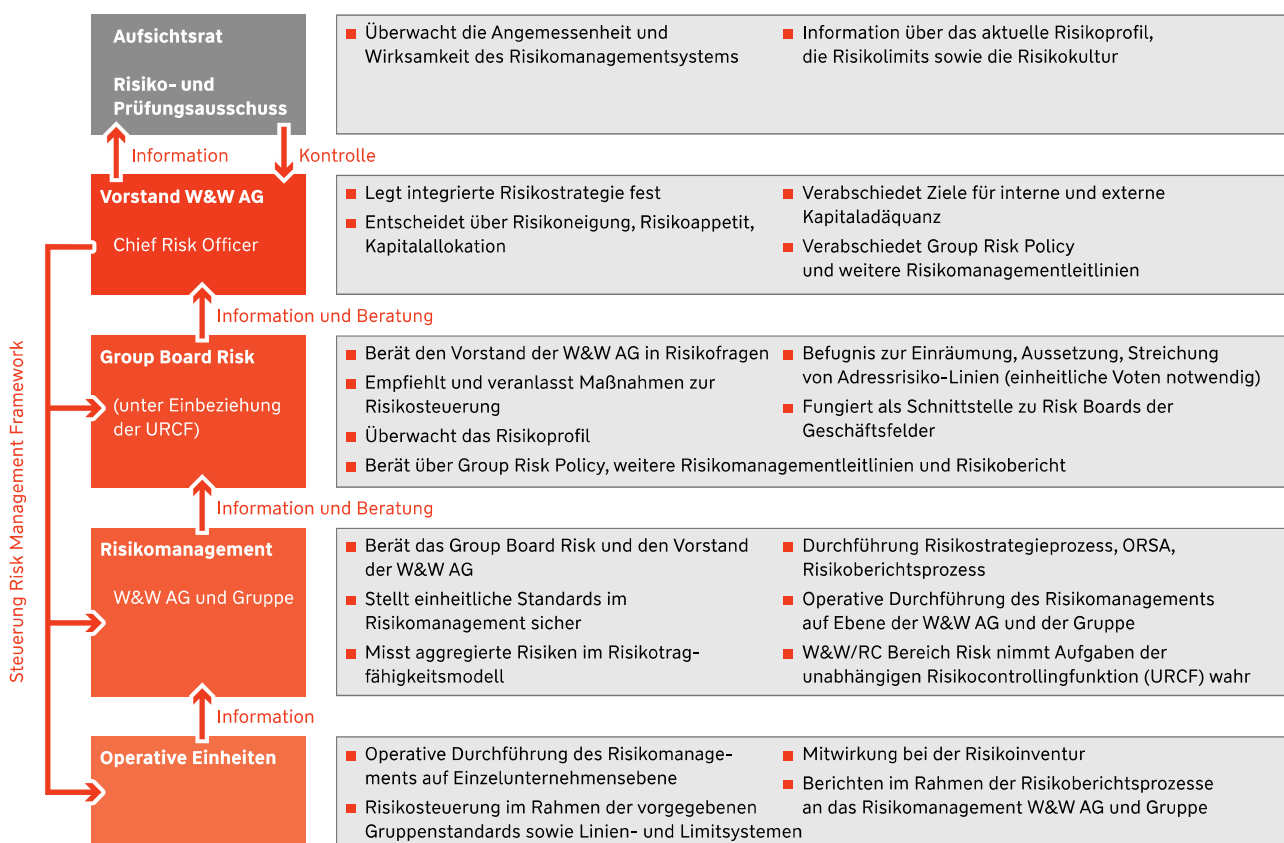 Aufsichtsrat
Risiko- und
Prüfungsausschuss
Überwacht die Angemessenheit und
Wirksamkeit des Risikomanagementsystems
Information über das aktuelle Risikoprofil,
die Risikolimits sowie die Risikokultur
Information
Kontrolle
Vorstand W&W AG
Chief Risk Officer
Legt integrierte Risikostrategie fest
Entscheidet über Risikoneigung, Risikoappetit,
Kapitalallokation
Verabschiedet Ziele für interne und externe
Kapitaladäquanz
Verabschiedet Group Risk Policy
und weitere Risikomanagementleitlinien
Information und Beratung
Steuerung Risk Management Framework
Group Board Risk
(unter Einbeziehung
der URCF)
Berät den Vorstand der W&W AG in Risikofragen
Empfiehlt und veranlasst Maßnahmen zur
Risikosteuerung
Überwacht das Risikoprofil
Befugnis zur Einräumung, Aussetzung, Streichung
von Adressrisiko-Linien (einheitliche Voten notwendig)
Fungiert als Schnittstelle zu Risk Boards der
Geschäftsfelder
Berät über Group Risk Policy, weitere Risikomanagementleitlinien und Risikobericht
Information und Beratung
Risikomanagement
W&W AG und Gruppe
Berät das Group Board Risk und den Vorstand
der W&W AG
Stellt einheitliche Standards im
Risikomanagement sicher
Misst aggregierte Risiken im Risikotrag-
fähigkeitsmodell
Durchführung Risikostrategieprozess, ORSA,
Risikoberichtsprozess
Operative Durchführung des Risikomanagements
auf Ebene der W&W AG und der Gruppe
W&W/RC Bereich Risk nimmt Aufgaben der
unabhängigen Risikocontrollingfunktion (URCF) wahr
Information
Operative Einheiten
Operative Durchführung des Risikomanage-
ments auf Einzelunternehmensebene
Risikosteuerung im Rahmen der vorgegebenen
Gruppenstandards sowie Linien- und Limitsystemen
Mitwirkung bei der Risikoinventur
Berichten im Rahmen der Risikoberichtsprozesse
an das Risikomanagement W&W AG und Gruppe